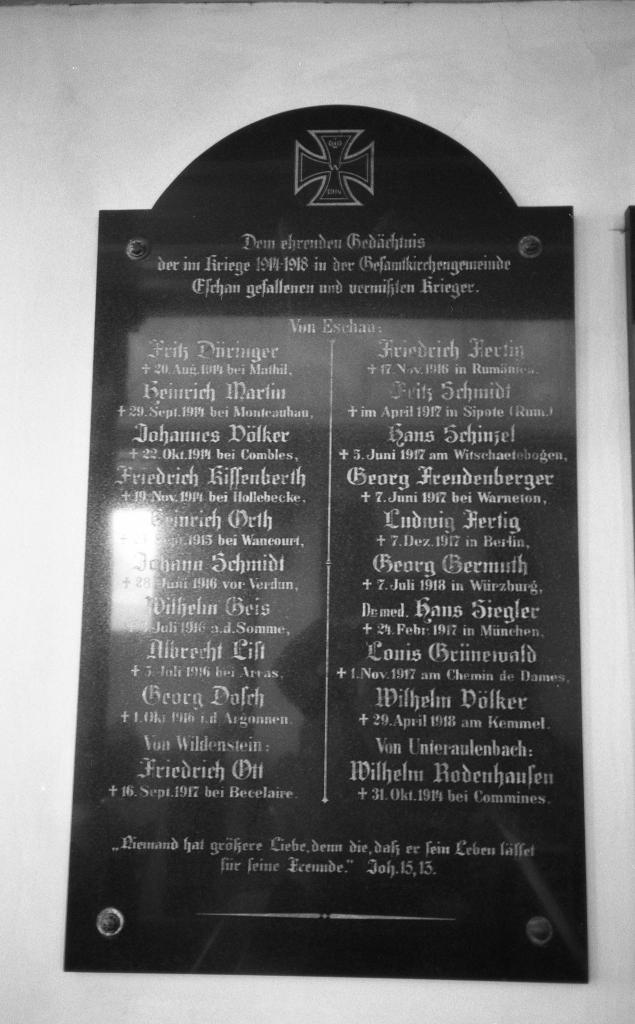 W
1914
Dem ehrenden Gedächtnis
der im Kriege 1914-1918 in der Gesamtkirchengemeinde
Eschau gefallenen und vermißten Krieger.
Von Eschau:
Fritz Düringer
† 20. Aug. 1914 bei Mathil,
Heinrich Martin
† 29. Sept. 1914 bei Montauban,
Johannes Völker
† 22. Okt. 1914 bei Combles,
Friedrich Kissenberth
† 19. Nov. 1914 bei Hollebecke,
Heinrich Orth
† Sept. 1915 bei Wancourt,
Johann Schmidt
† 28. Juni 1916 vor Verdun,
Wilhelm Geis
† Juli 1916 a.d. Somme,
Albrecht List
† 5. Juli 1916 bei Arras,
Georg Dosch
† 1. Okt. 1916 i.d. Argonnen.
Von Wildenstein:
Friedrich Ott
† 16. Sept. 1917 bei Becelaire.
Friedrich Fertig
† 17. Nov. 1916 in Rumänien,
Fritz Schmidt
† im April 1917 in Sipote (Rum.)
Hans Schinzel
† 5. Juni 1917 am Witschaetebogen,
Georg Freudenberger
† 7. Juni 1917 bei Warneton,
Ludwig Fertig
† 7. Dez. 1917 in Berlin,
Georg Germuth
† 7. Juli 1918 in Würzburg,
Dr. med. Hans Siegler
† 24. Febr. 1917 in München,
Louis Grünewald
† 1. Nov. 1917 am Chemin de Dames,
Wilhelm Völker
† 29. April 1918 am Kemmel.
Von Unteraulenbach:
Wilhelm Rodenhausen
† 31. Okt. 1914 bei Commines.
„Niemand hat größere Liebe, denn die, daß er sein Leben lässet
für seine Freunde." Joh. 15, 13.